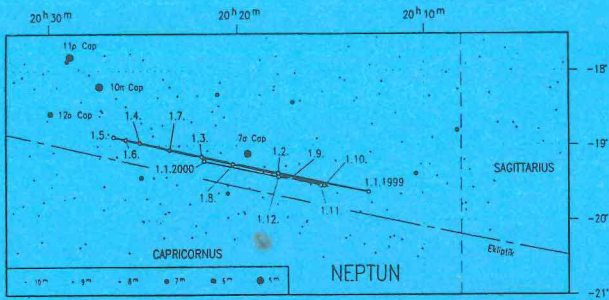 20ʰ 30ᵐ
20ʰ 20ᵐ
20ʰ 10ᵐ
11ρ Cap
10π Cap
12ο Cap
7σ Cap
-18°
-19°
-20°
-21°
1.4.
1.7.
1.5.
1.6.
1.3.
1.2.
1.9.
1.10.
1.1.2000
1.8.
1.12.
1.11.
1.1.1999
SAGITTARIUS
Ekliptik
CAPRICORNUS
NEPTUN
10ᵐ 9ᵐ 8ᵐ 7ᵐ 6ᵐ 5ᵐ